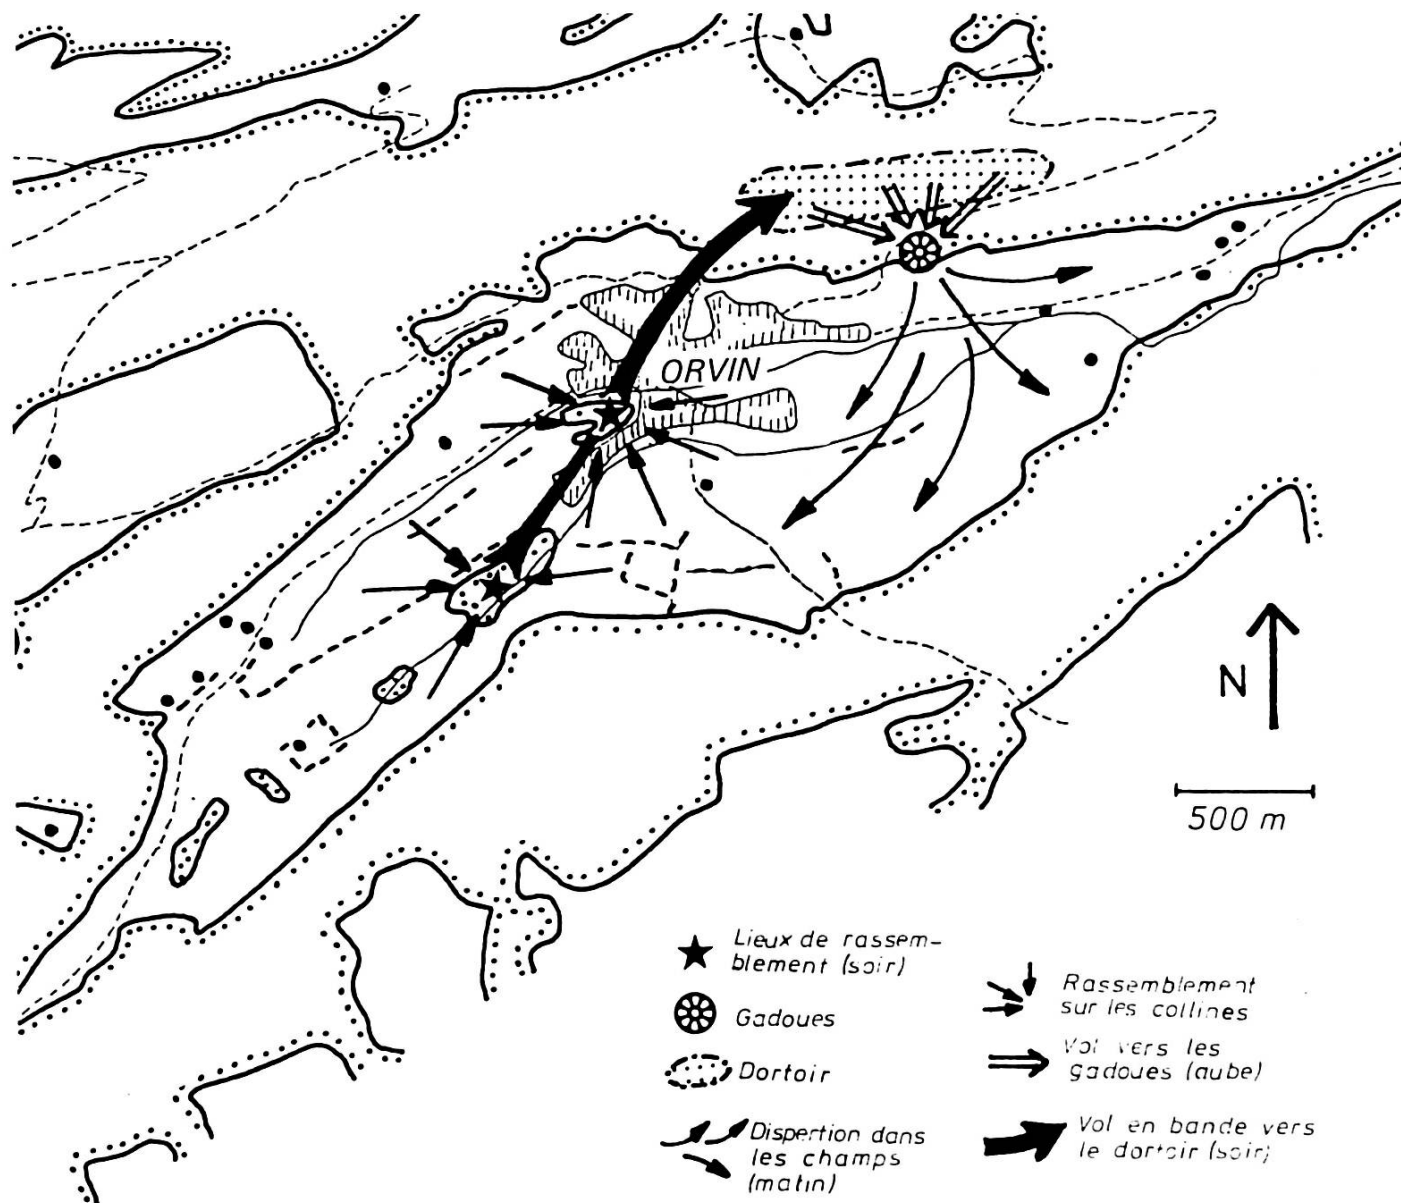 ORVIN
N
500 m
Lieux de rassem-
blement (soir)
Gadoues
Dortoir
Dispertion dans
les champs
(matin)
Rassemblement
sur les collines
Vol vers les
gadoues (aube)
Vol en bande vers
le dortoir (soir)